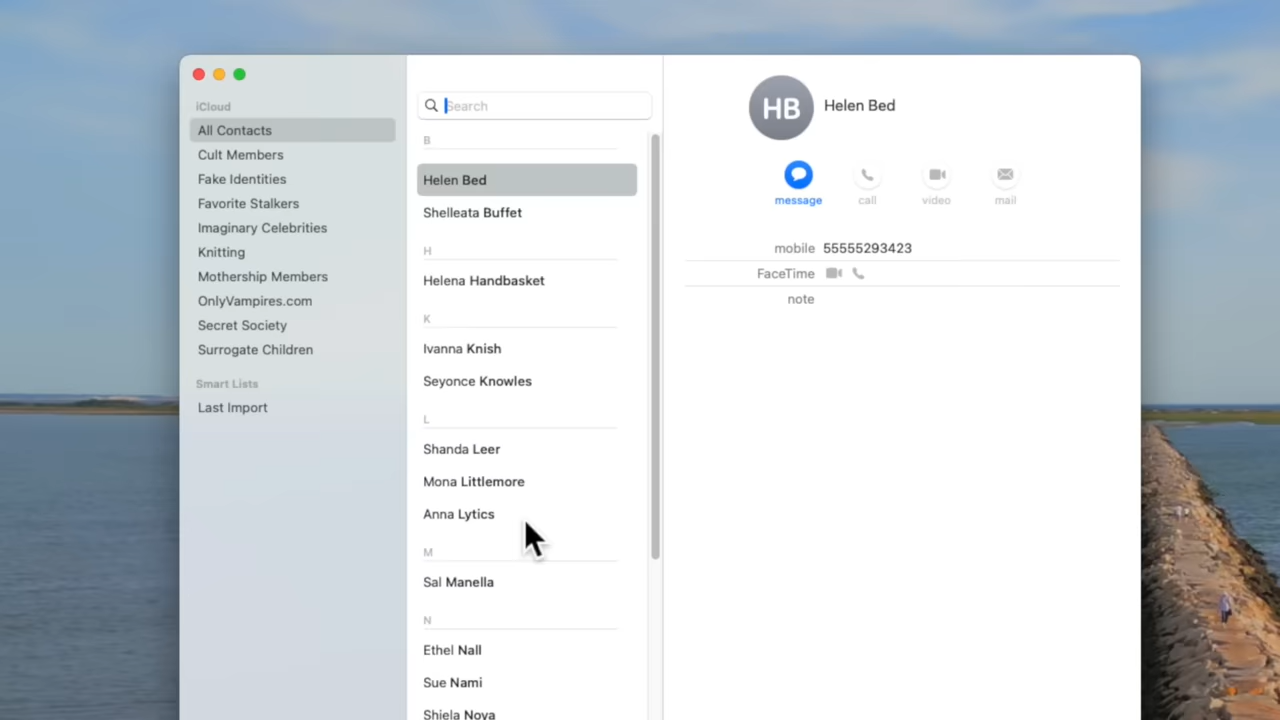 iCloud
All Contacts
Cult Members
Fake Identities
Favorite Stalkers
Imaginary Celebrities
Knitting
Mothership Members
OnlyVampires.com
Secret Society
Surrogate Children
Smart Lists
Last Import
Search
B
Helen Bed
Shelleata Buffet
H
Helena Handbasket
K
Ivanna Knish
Seyonce Knowles
L
Shanda Leer
Mona Littlemore
Anna Lytics
M
Sal Manella
N
Ethel Nall
Sue Nami
Shiela Nova
HB Helen Bed
message call video mail
mobile 55555293423
FaceTime
note